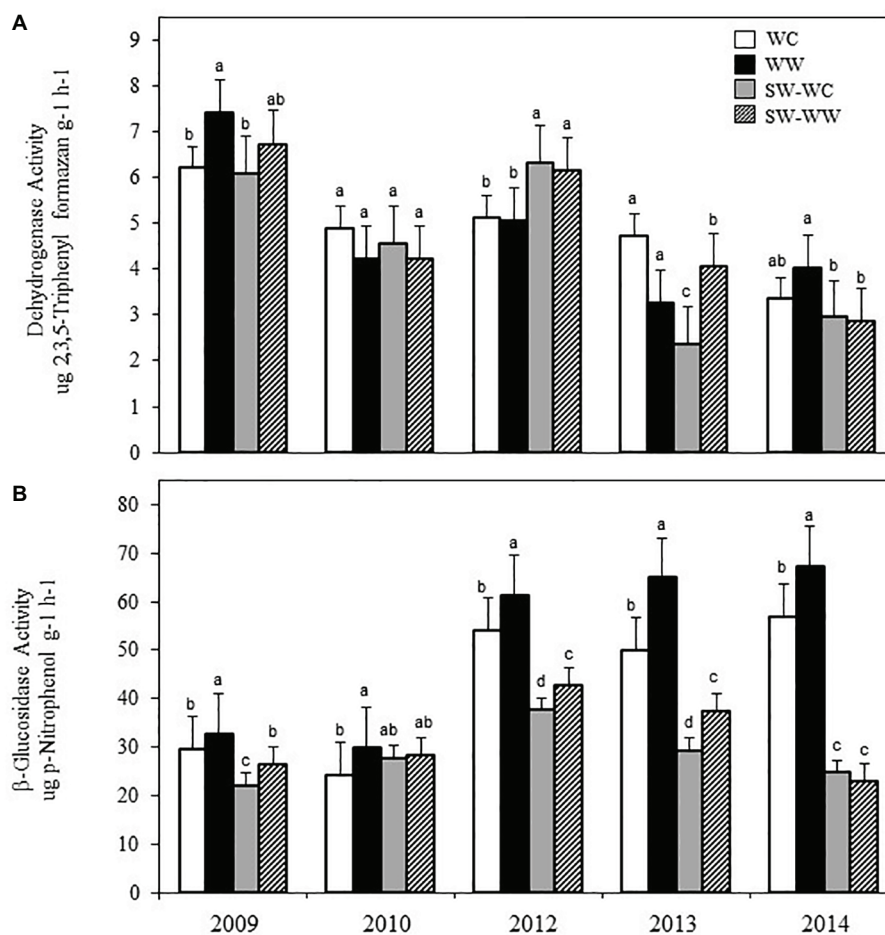 A
Dehydrogenase Activity
ug 2,3,5-Triphenyl formazan g-1 h-1
9
8
7
6
5
4
3
2
1
0
WC
WW
SW-WC
SW-WW
b a b ab
a a a a
b b a a
a a c b
ab a b b
B
β-Glucosidase Activity
ug p-Nitrophenol g-1 h-1
80
70
60
50
40
30
20
10
0
b a c b
b a ab ab
b a d c
b a d c
b a c c
2009 2010 2012 2013 2014